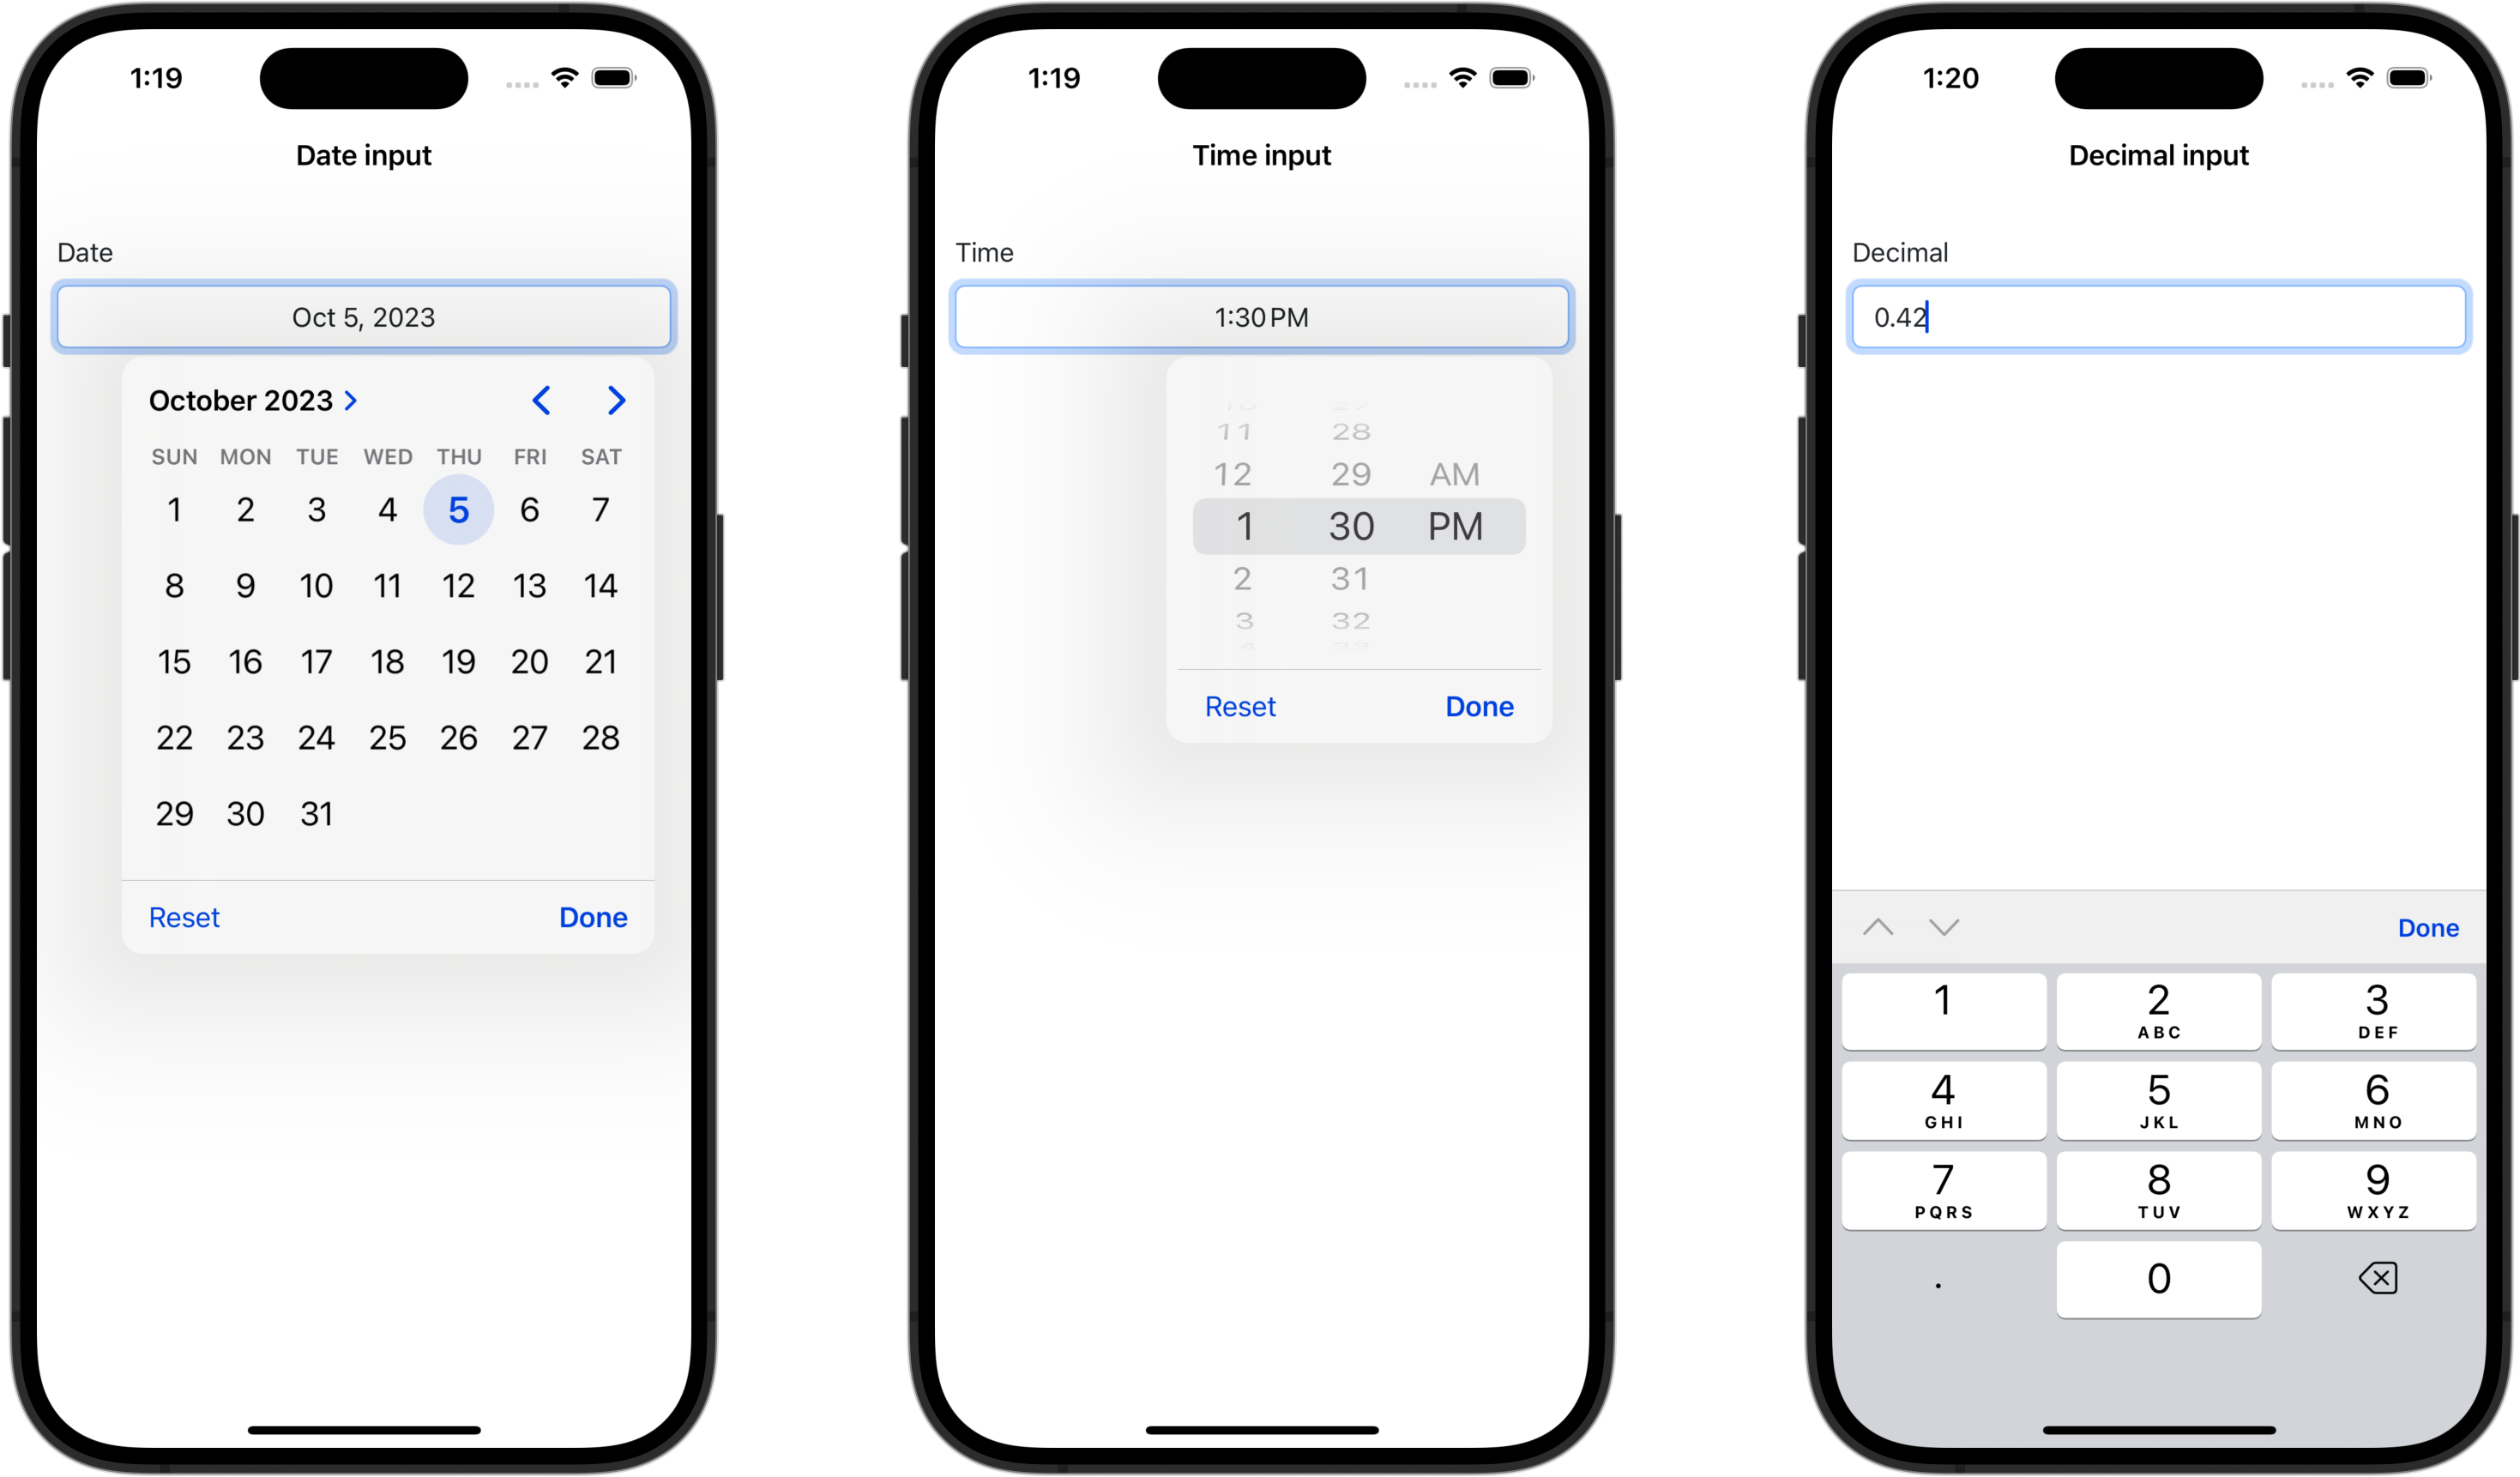 1:19
Date input
Date
Oct 5, 2023
October 2023
SUN MON TUE WED THU FRI SAT
1 2 3 4 5 6 7
8 9 10 11 12 13 14
15 16 17 18 19 20 21
22 23 24 25 26 27 28
29 30 31
Reset Done
1:19
Time input
Time
1:30 PM
10 27
11 28
12 29 AM
1 30 PM
2 31
3 32
4 33
Reset Done
1:20
Decimal input
Decimal
0.42
Done
1 2 3
ABC DEF
4 5 6
GHI JKL MNO
7 8 9
PQRS TUV WXYZ
. 0